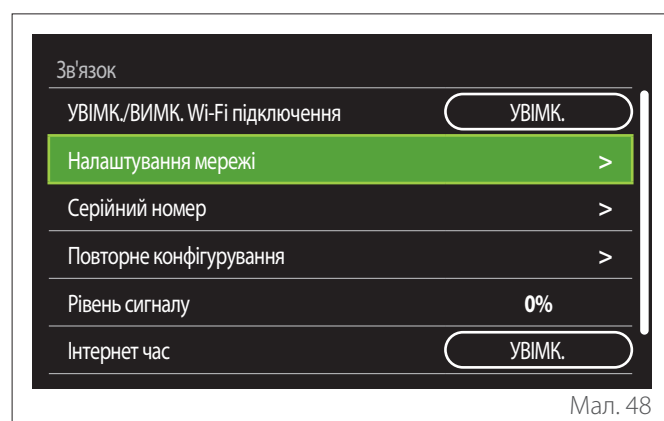 Зв'язок
УВІМК./ВИМК. Wi-Fi підключення УВІМК.
Налаштування мережі >
Серійний номер >
Повторне конфігурування >
Рівень сигналу 0%
Інтернет час УВІМК.
Мал. 48